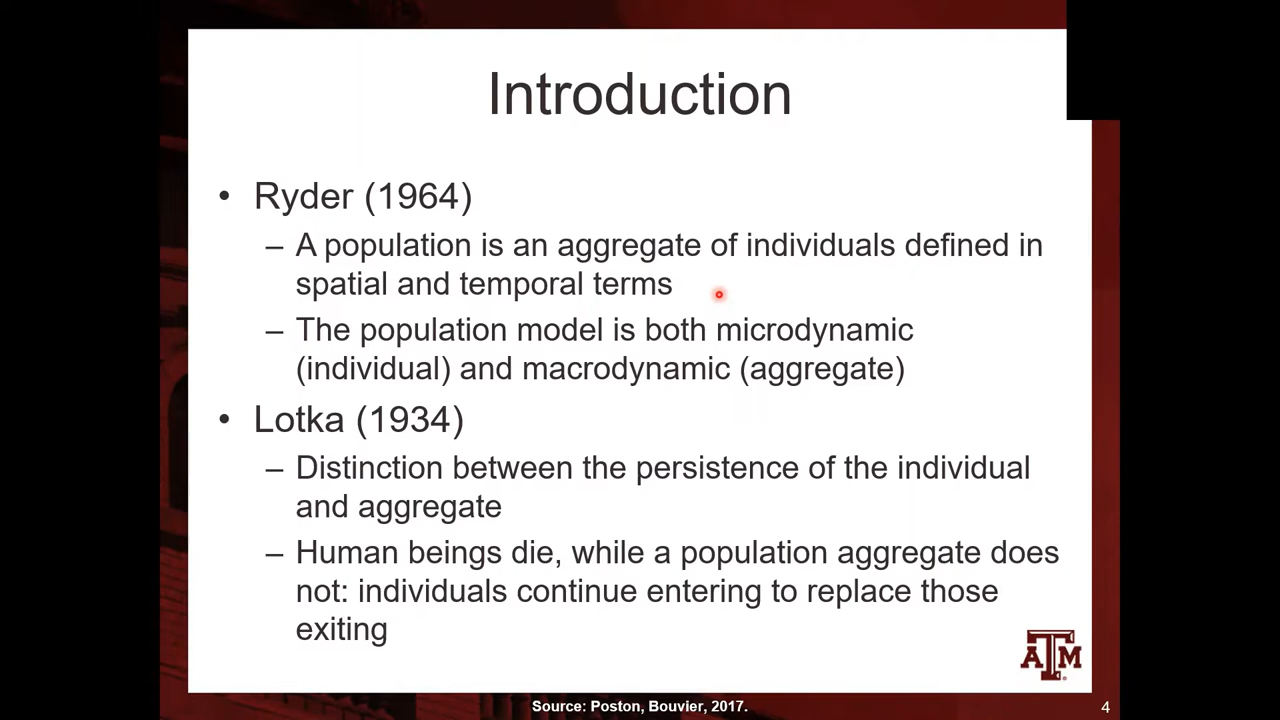 Introduction
• Ryder (1964)
– A population is an aggregate of individuals defined in
spatial and temporal terms
– The population model is both microdynamic
(individual) and macrodynamic (aggregate)
• Lotka (1934)
– Distinction between the persistence of the individual
and aggregate
– Human beings die, while a population aggregate does
not: individuals continue entering to replace those
exiting
ATM
Source: Poston, Bouvier, 2017.
4